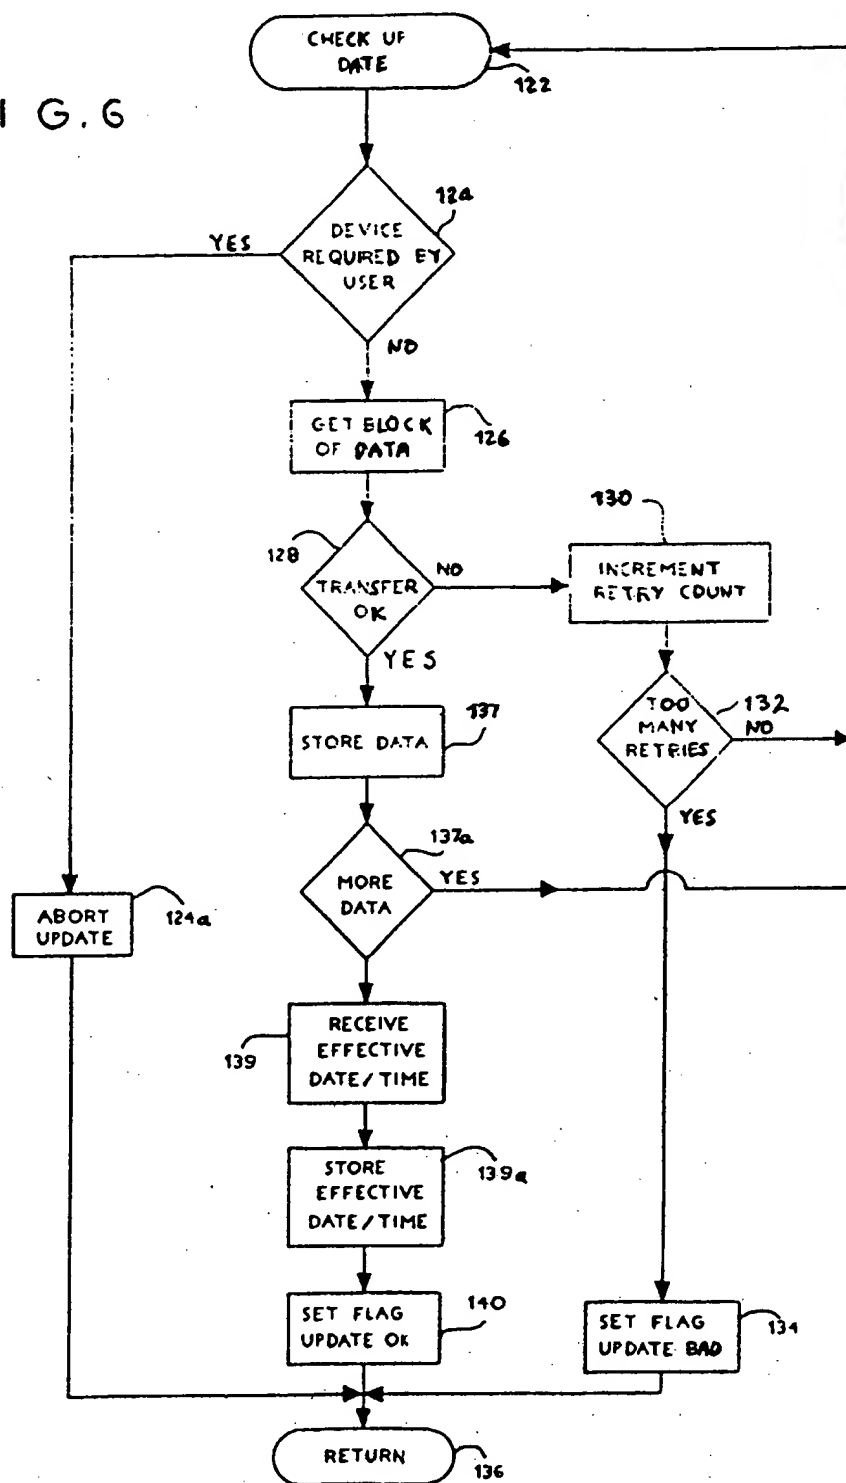 CHECK UP
DATE
122
I G. 6
124
DEVICE
REQUIRED BY
USER
YES
NO
GET BLOCK
OF DATA
126
130
128
TRANSFER
OK
NO
INCREMENT
RETRY COUNT
YES
137
STORE DATA
132
TOO
MANY
RETRIES
NO
YES
137a
MORE
DATA
YES
ABORT
UPDATE
124a
RECEIVE
EFFECTIVE
DATE/TIME
139
STORE
EFFECTIVE
DATE/TIME
139a
SET FLAG
UPDATE OK
140
SET FLAG
UPDATE BAD
134
RETURN
136